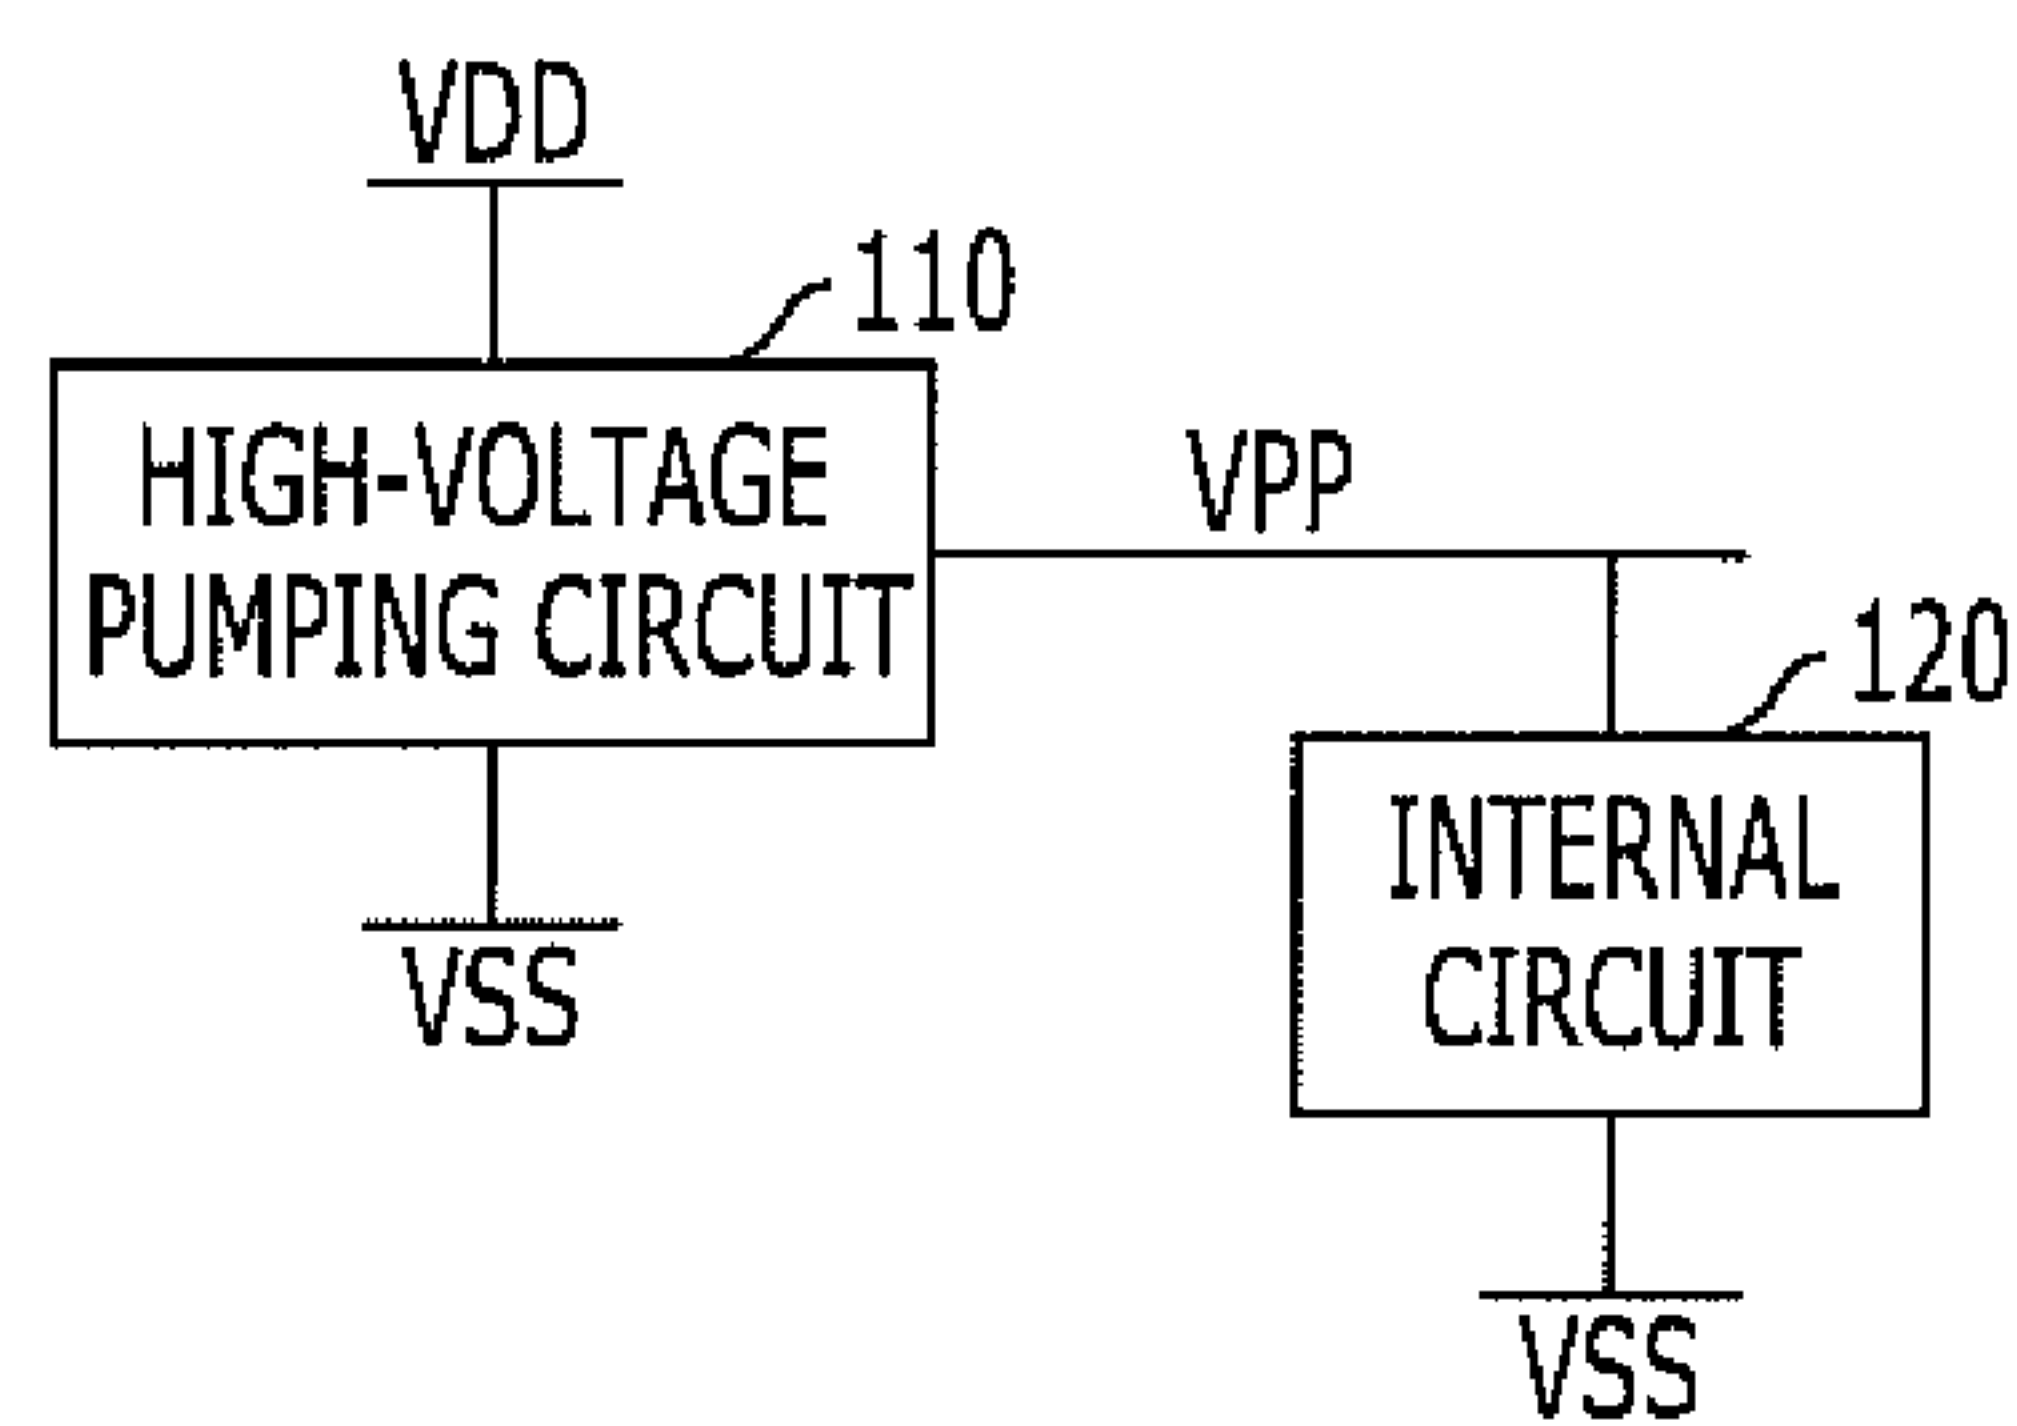 VDD
110
HIGH-VOLTAGE
PUMPING CIRCUIT
VPP
120
INTERNAL
CIRCUIT
VSS
VSS